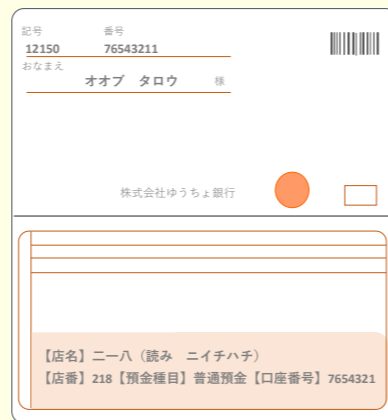 記号 番号
12150 76543211
おなまえ
オオブ タロウ 様
株式会社ゆうちょ銀行
【店名】二一八（読み ニイチハチ）
【店番】218【預金種目】普通預金【口座番号】7654321